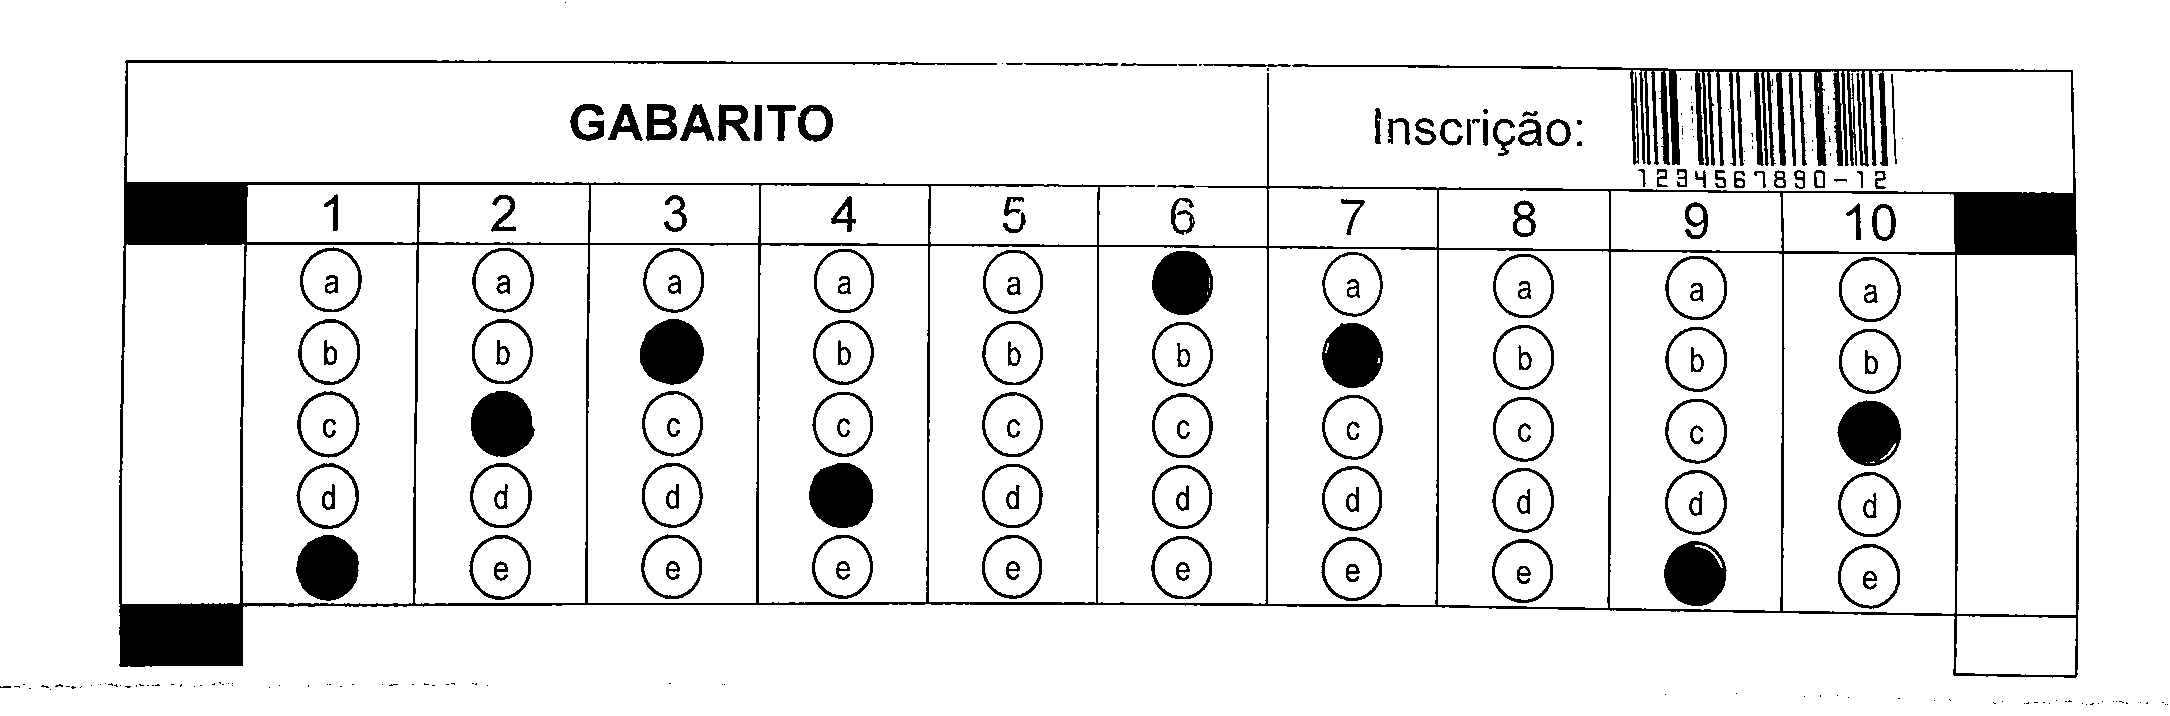 GABARITO Inscrição:
1234567890-12
1 2 3 4 5 6 7 8 9 10
a a a a a a a a a
b b b b b b b b
c c c c c c c c
d d d d d d d d d
e e e e e e e e